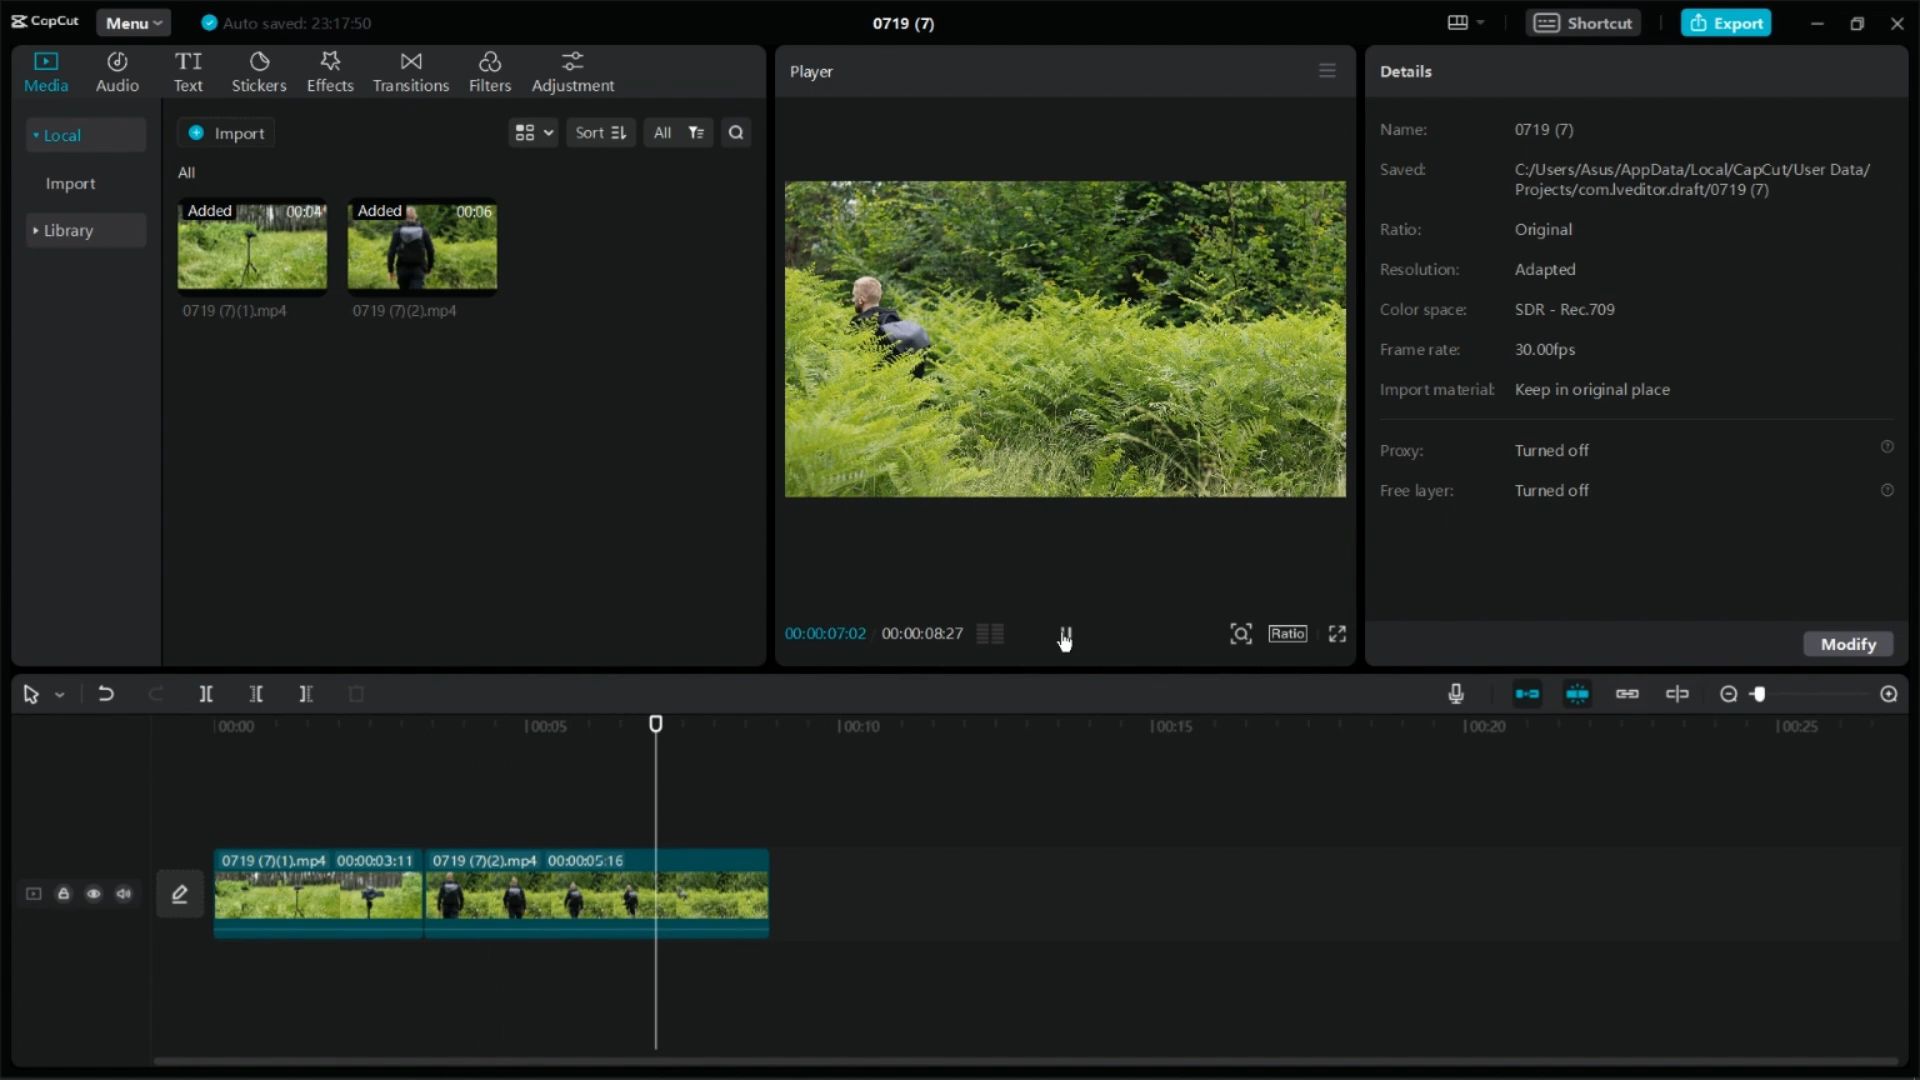 CapCut
Menu
Auto saved: 23:17:50
0719 (7)
Shortcut
Export
Media
Audio
TI
Text
Stickers
Effects
Transitions
Filters
Adjustment
Local
Import
Library
Import
Sort
All
All
Added 00:04
Added 00:06
0719 (7)(1).mp4
0719 (7)(2).mp4
Player
00:00:07:02 / 00:00:08:27
Ratio
Details
Name: 0719 (7)
Saved: C:/Users/Asus/AppData/Local/CapCut/User Data/
Projects/com.lveditor.draft/0719 (7)
Ratio: Original
Resolution: Adapted
Color space: SDR - Rec.709
Frame rate: 30.00fps
Import material: Keep in original place
Proxy: Turned off
Free layer: Turned off
Modify
00:00
00:05
00:10
00:15
00:20
00:25
0719 (7)(1).mp4 00:00:03:11
0719 (7)(2).mp4 00:00:05:16